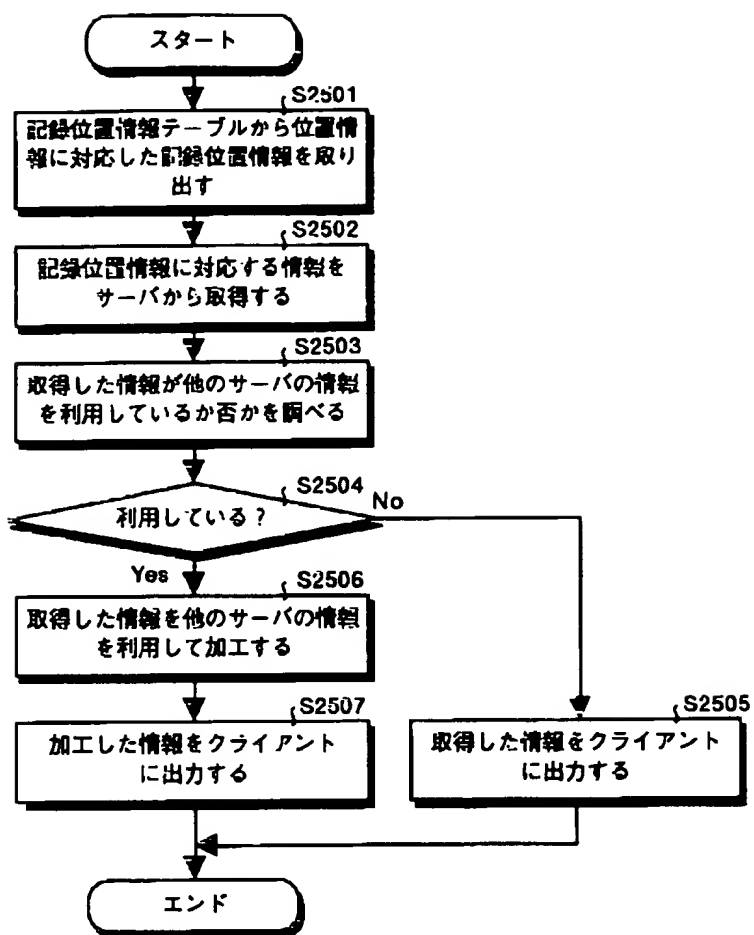 スタート
S2501
記録位置情報テーブルから位置情
報に対応した記録位置情報を取り
出す
S2502
記録位置情報に対応する情報を
サーバから取得する
S2503
取得した情報が他のサーバの情報
を利用しているか否かを調べる
S2504
利用している？
No
Yes
S2506
取得した情報を他のサーバの情報
を利用して加工する
S2507
加工した情報をクライアント
に出力する
S2505
取得した情報をクライアント
に出力する
エンド